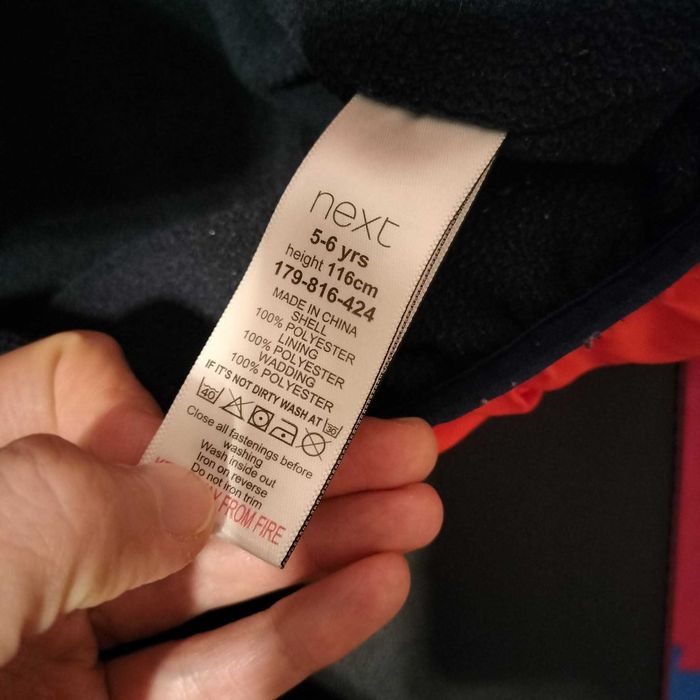 next
5-6 yrs
height 116cm
179-816-424
MADE IN CHINA
SHELL
100% POLYESTER
LINING
100% POLYESTER
WADDING
100% POLYESTER
IF IT'S NOT DIRTY WASH AT 30
40
Close all fastenings before
washing
Wash inside out
Iron on reverse
Do not iron trim
FROM FIRE